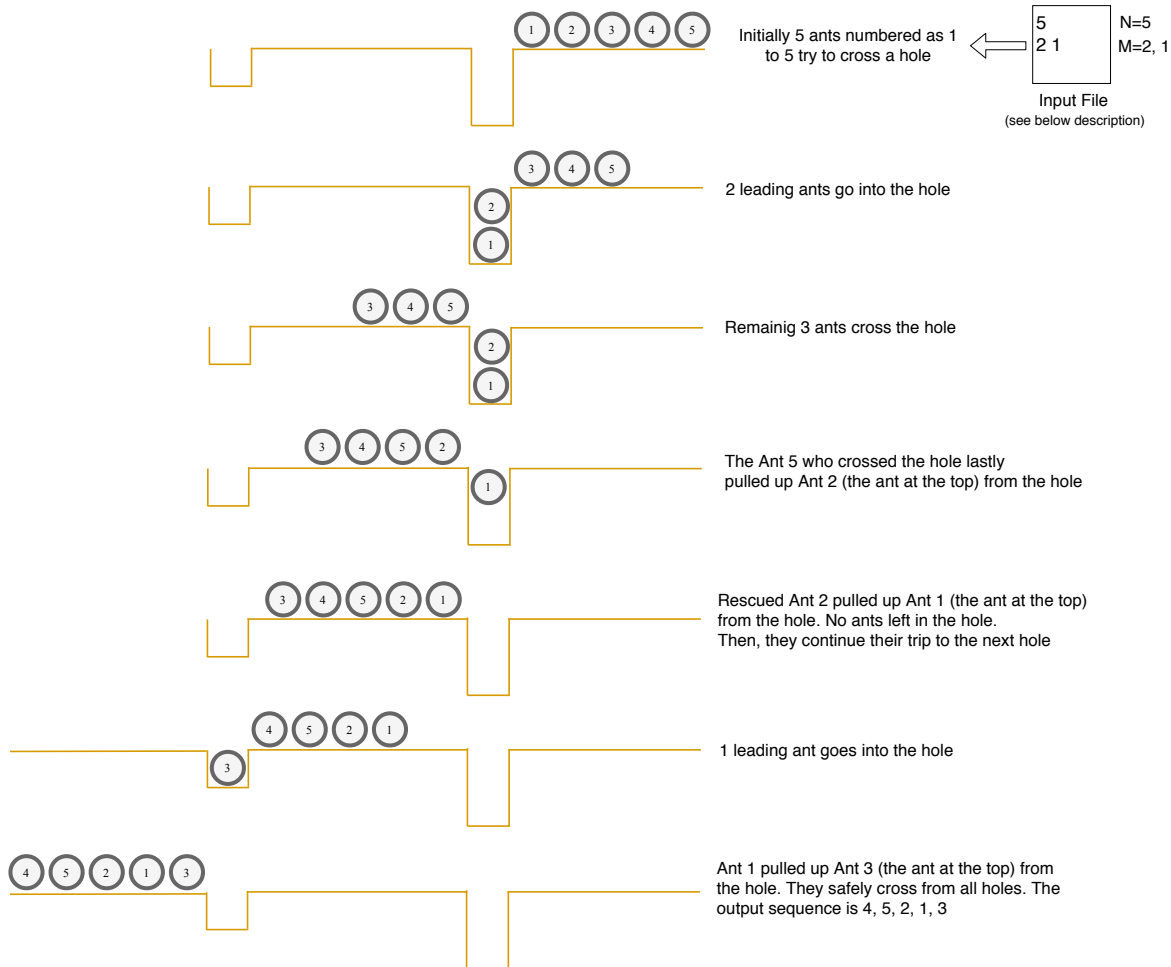 1 2 3 4 5
Initially 5 ants numbered as 1
to 5 try to cross a hole
5
2 1
N=5
M=2, 1
Input File
(see below description)
3 4 5
2
1
2 leading ants go into the hole
3 4 5
2
1
Remainig 3 ants cross the hole
3 4 5 2
1
The Ant 5 who crossed the hole lastly
pulled up Ant 2 (the ant at the top) from the hole
3 4 5 2 1
Rescued Ant 2 pulled up Ant 1 (the ant at the top)
from the hole. No ants left in the hole.
Then, they continue their trip to the next hole
4 5 2 1
3
1 leading ant goes into the hole
4 5 2 1 3
Ant 1 pulled up Ant 3 (the ant at the top) from
the hole. They safely cross from all holes. The
output sequence is 4, 5, 2, 1, 3